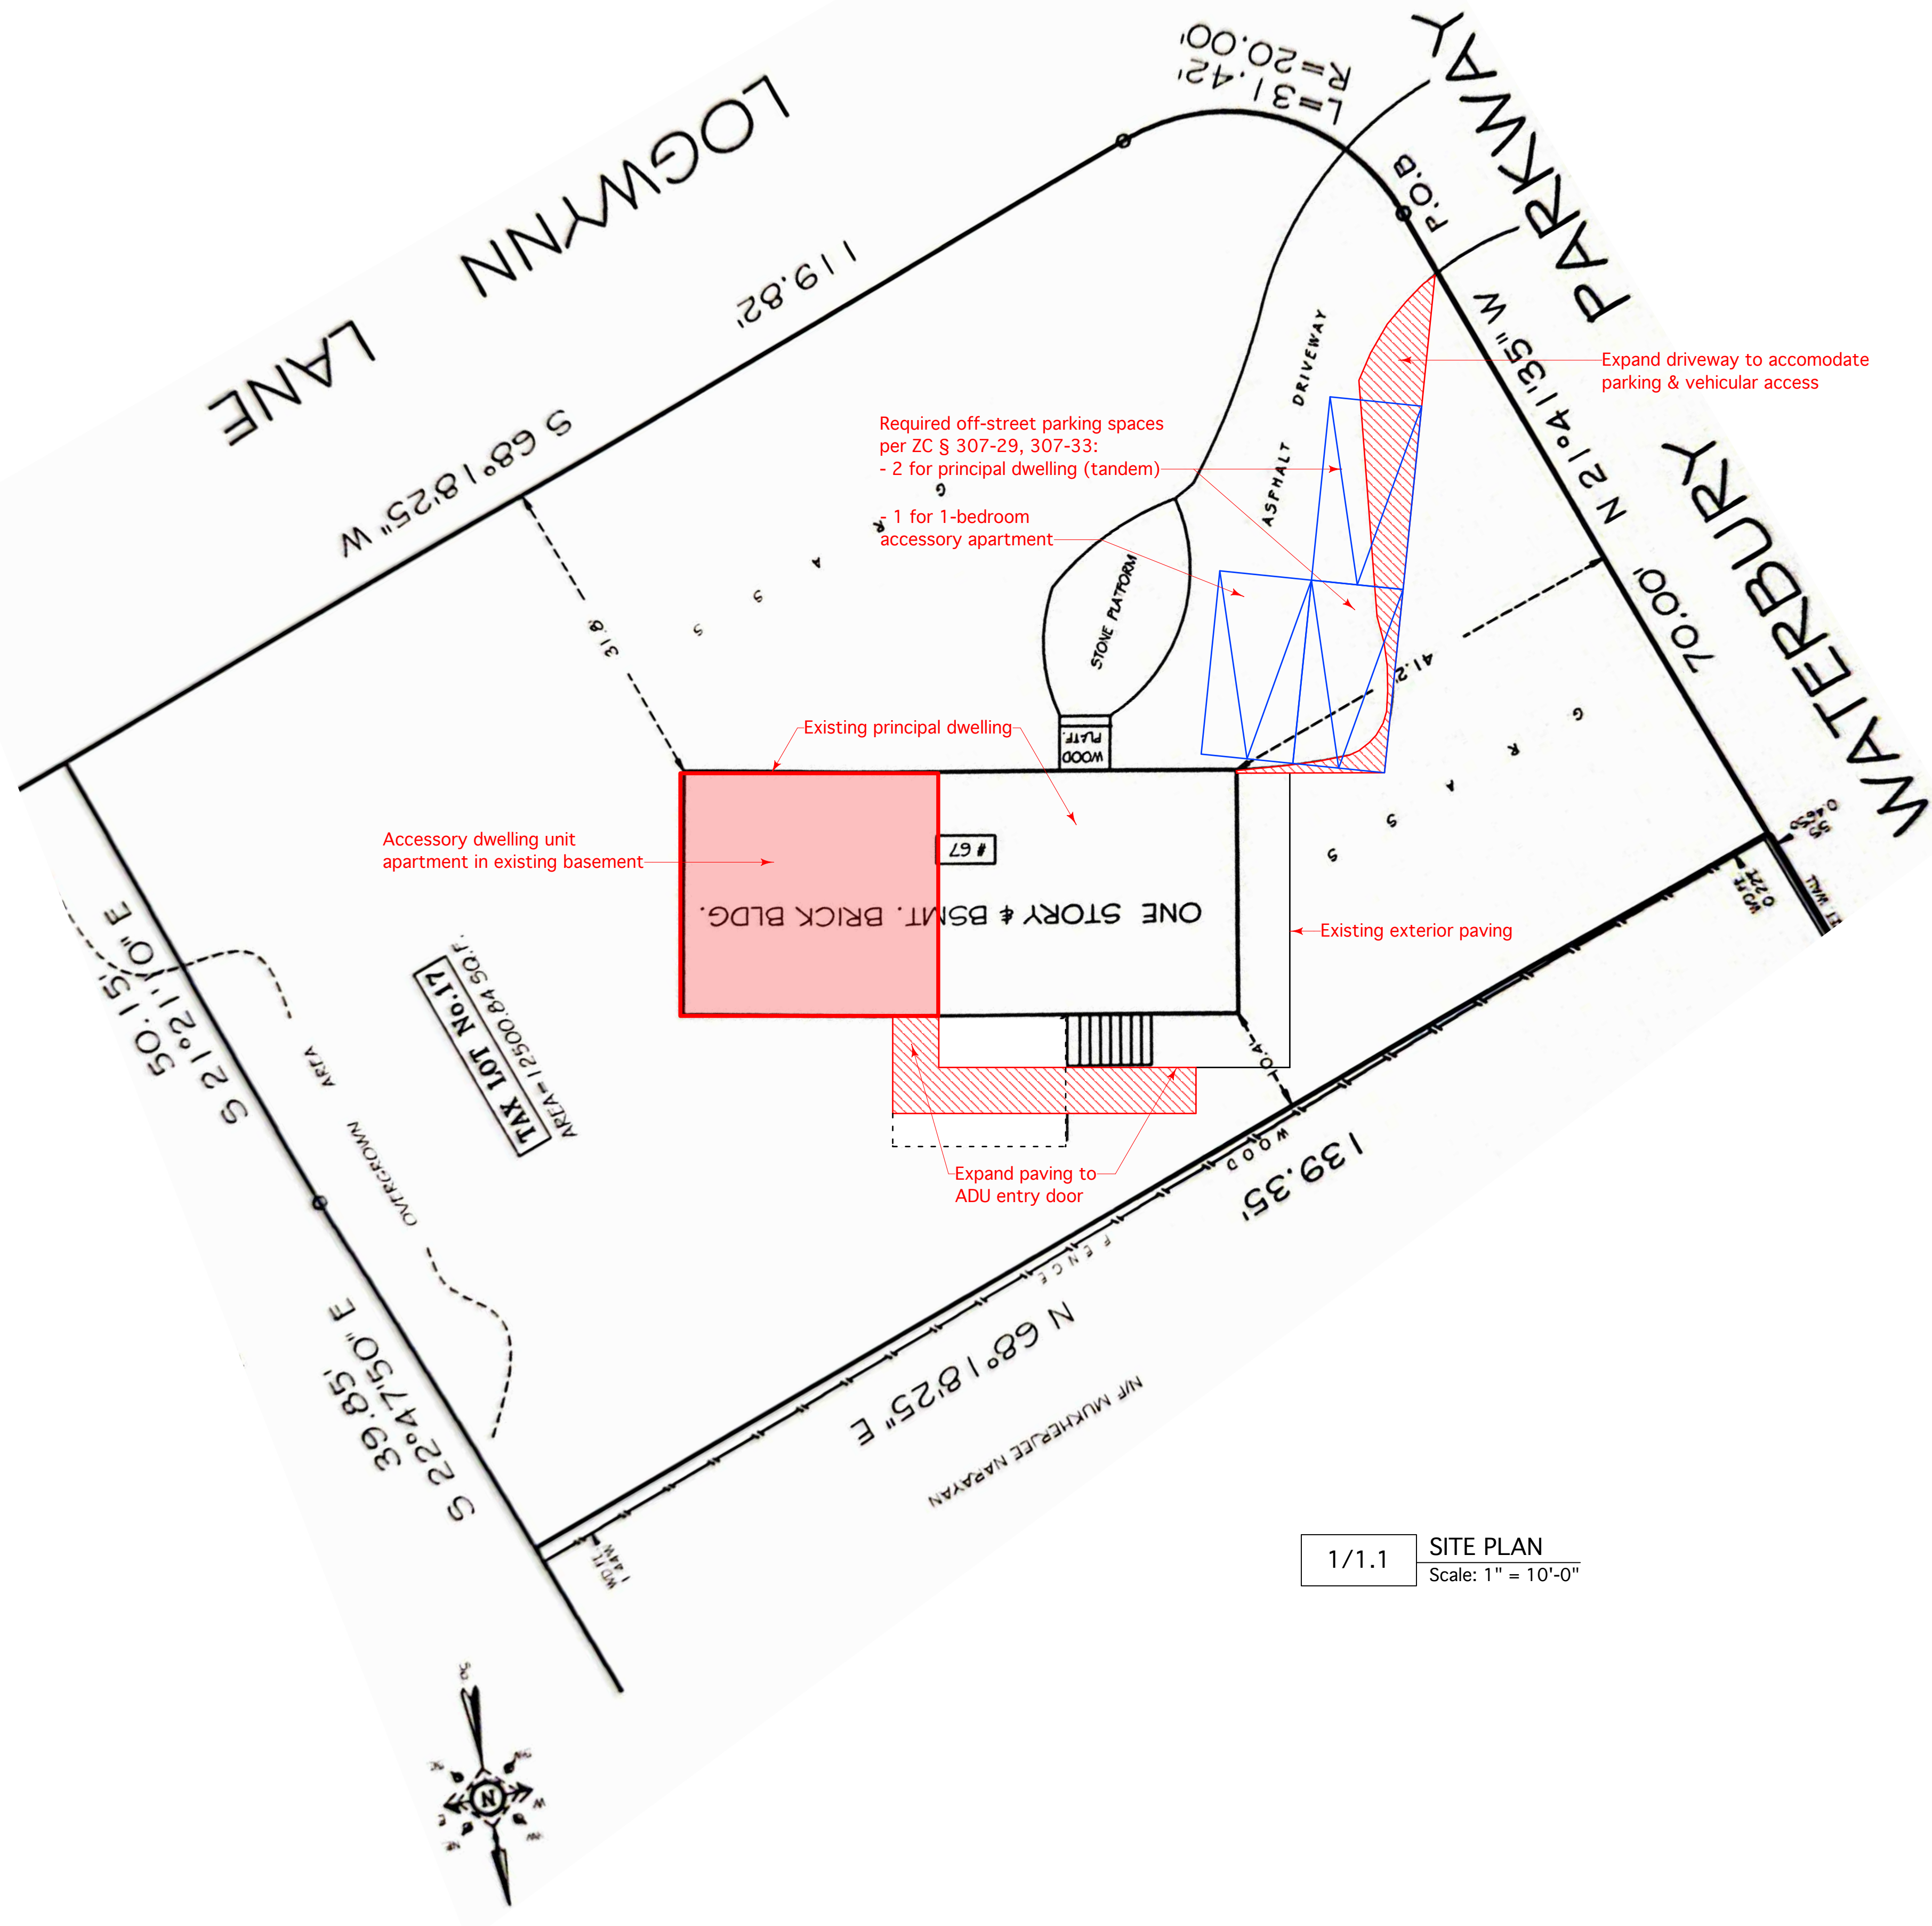 L=31.42'
R=20.00'
WATERBURY PARKWAY
LOGWYNN LANE
P.O.B
119.82'
S 68°18'25" W
N 21°41'35" W
70.00'
Expand driveway to accomodate
parking & vehicular access
ASPHALT DRIVEWAY
Required off-street parking spaces
per ZC § 307-29, 307-33:
- 2 for principal dwelling (tandem)
- 1 for 1-bedroom
accessory apartment
G R A S S
STONE PLATFORM
31.8'
41.2'
G R A S S
WOOD
PLATF.
Existing principal dwelling
Accessory dwelling unit
apartment in existing basement
# 67
ONE STORY & BSMT. BRICK BLDG.
Existing exterior paving
50.15'
S 21°21'10" E
TAX LOT No.17
AREA=12500.84 SQ.F.
OVERGROWN AREA
10.4'
Expand paving to
ADU entry door
WOOD FENCE
139.35'
N 68°18'25" E
39.85'
S 22°47'50" E
N/F MUKHERJEE NARAYAN
1/1.1
SITE PLAN
Scale: 1" = 10'-0"
N